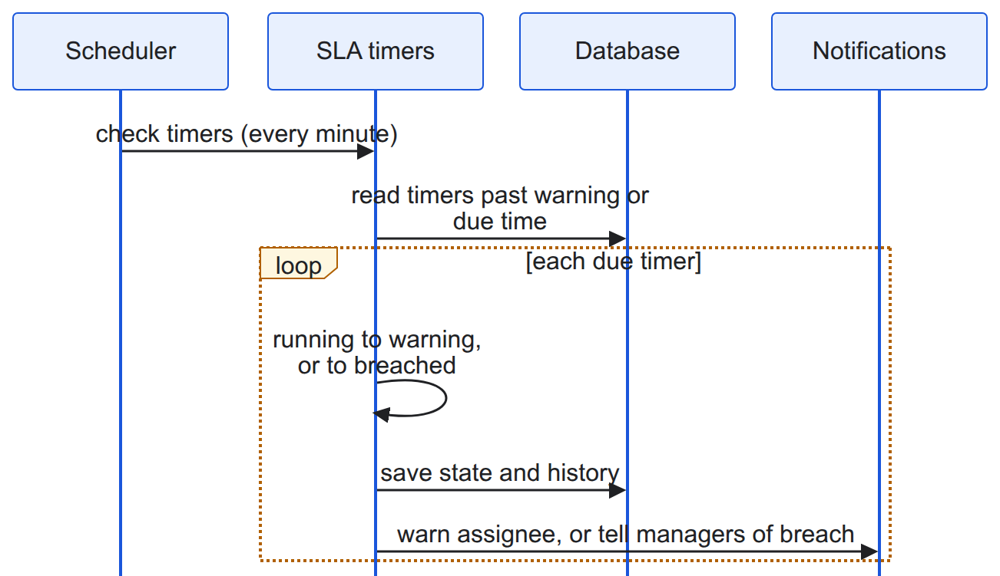 Scheduler
SLA timers
Database
Notifications
check timers (every minute)
read timers past warning or
due time
loop
[each due timer]
running to warning,
or to breached
save state and history
warn assignee, or tell managers of breach